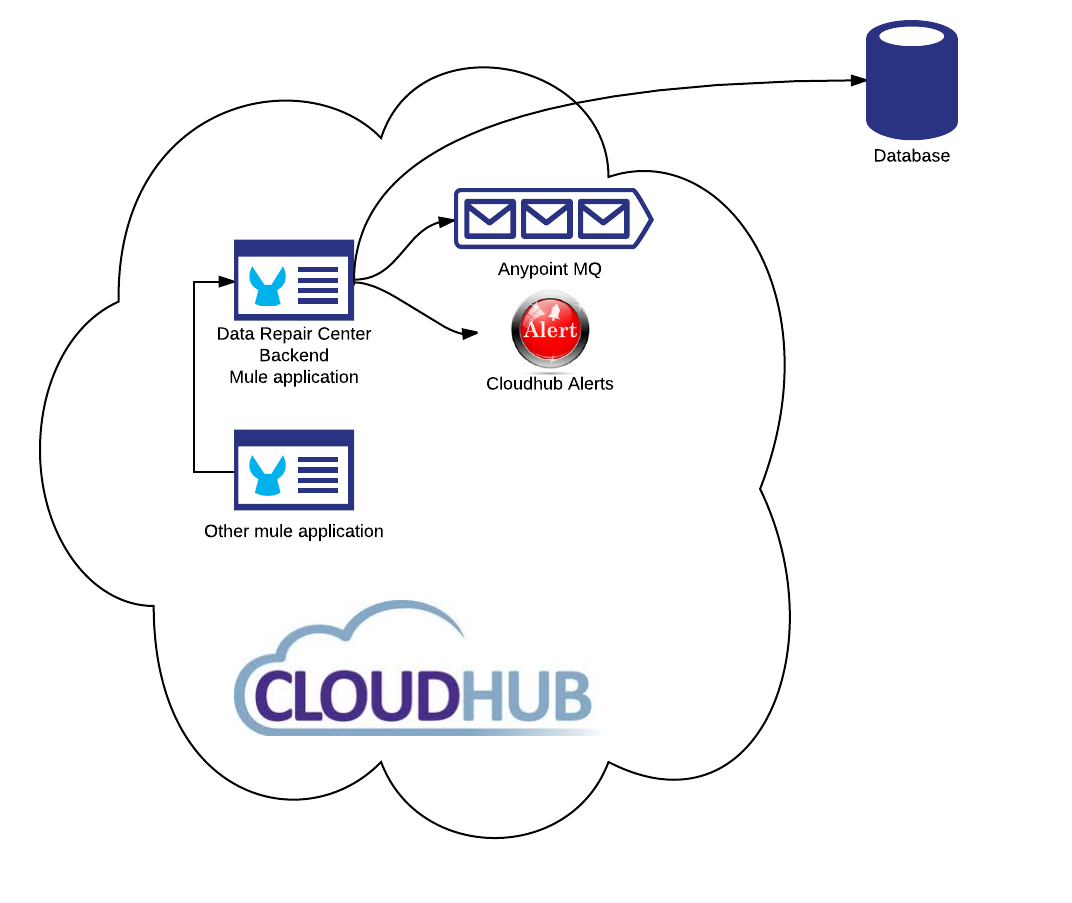 Database
Anypoint MQ
Alert
Cloudhub Alerts
Data Repair Center
Backend
Mule application
Other mule application
CLOUDHUB